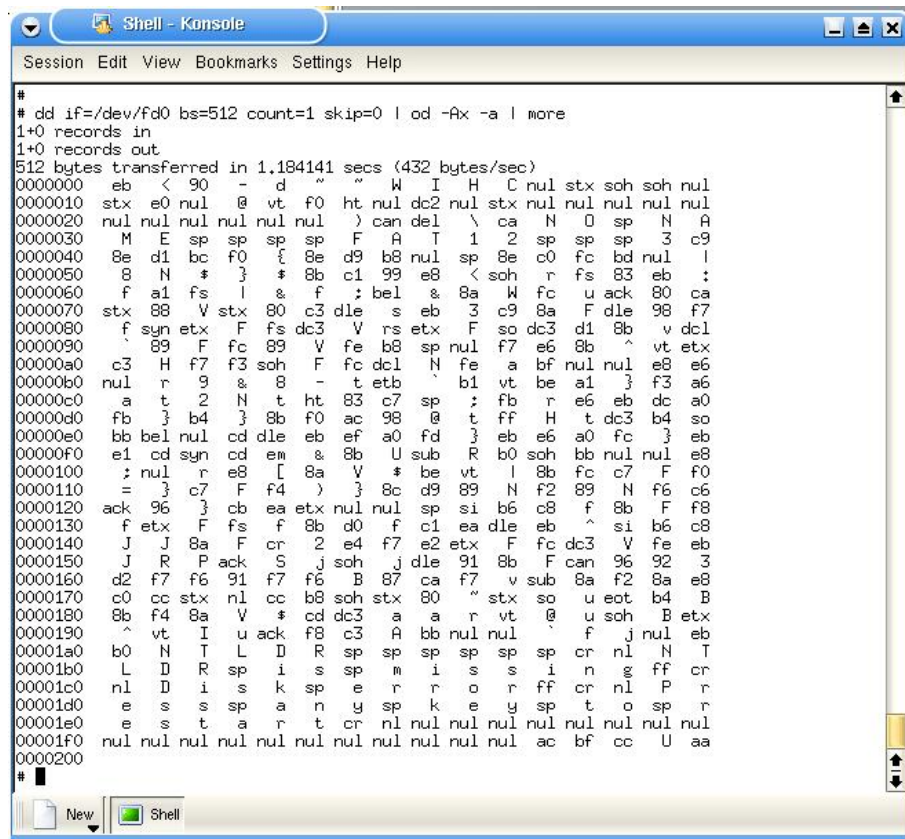 Shell - Konsole
Session Edit View Bookmarks Settings Help
#
# dd if=/dev/fd0 bs=512 count=1 skip=0 | od -Ax -a | more
1+0 records in
1+0 records out
512 bytes transferred in 1.184141 secs (432 bytes/sec)
0000000 eb < 90 - d ~ ~ W I H C nul stx soh soh nul
0000010 stx e0 nul @ vt f0 ht nul dc2 nul stx nul nul nul nul nul
0000020 nul nul nul nul nul nul ) can del \ ca N O sp N A
0000030 M E sp sp sp sp F A T 1 2 sp sp sp 3 c9
0000040 8e d1 bc f0 { 8e d9 b8 nul sp 8e c0 fc bd nul |
0000050 8 N $ } $ 8b c1 99 e8 < soh r fs 83 eb :
0000060 f a1 fs | & f ; bel & 8a W fc u ack 80 ca
0000070 stx 88 V stx 80 c3 dle s eb 3 c9 8a F dle 98 f7
0000080 f syn etx F fs dc3 V rs etx F so dc3 d1 8b v dc1
0000090 ` 89 F fc 89 V fe b8 sp nul f7 e6 8b ^ vt etx
00000a0 c3 H f7 f3 soh F fc dc1 N fe a bf nul nul e8 e6
00000b0 nul r 9 & 8 - t etb ` b1 vt be a1 } f3 a6
00000c0 a t 2 N t ht 83 c7 sp ; fb r e6 eb dc a0
00000d0 fb } b4 } 8b f0 ac 98 @ t ff H t dc3 b4 so
00000e0 bb bel nul cd dle eb ef a0 fd } eb e6 a0 fc } eb
00000f0 e1 cd syn cd em & 8b U sub R b0 soh bb nul nul e8
0000100 ; nul r e8 [ 8a V $ be vt | 8b fc c7 F f0
0000110 = } c7 F f4 ) } 8c d9 89 N f2 89 N f6 c6
0000120 ack 96 } cb ea etx nul nul sp si b6 c8 f 8b F f8
0000130 f etx F fs f 8b d0 f c1 ea dle eb ^ si b6 c8
0000140 J J 8a F cr 2 e4 f7 e2 etx F fc dc3 V fe eb
0000150 J R P ack S j soh j dle 91 8b F can 96 92 3
0000160 d2 f7 f6 91 f7 f6 B 87 ca f7 v sub 8a f2 8a e8
0000170 c0 cc stx nl cc b8 soh stx 80 ~ stx so u eot b4 B
0000180 8b f4 8a V $ cd dc3 a a r vt @ u soh B etx
0000190 ^ vt I u ack f8 c3 A bb nul nul ` f j nul eb
00001a0 b0 N T L D R sp sp sp sp sp sp cr nl N T
00001b0 L D R sp i s sp m i s s i n g ff cr
00001c0 nl D i s k sp e r r o r ff cr nl P r
00001d0 e s s sp a n y sp k e y sp t o sp r
00001e0 e s t a r t cr nl nul nul nul nul nul nul nul nul
00001f0 nul nul nul nul nul nul nul nul nul nul nul ac bf cc U aa
0000200
#
New Shell